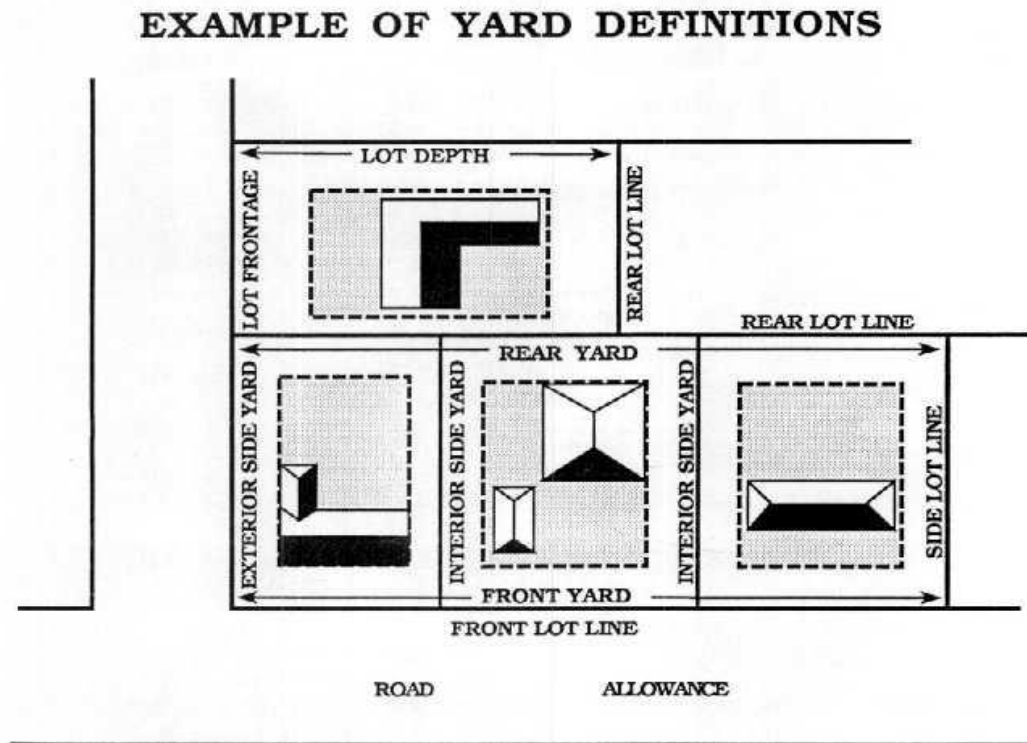 EXAMPLE OF YARD DEFINITIONS
LOT DEPTH
LOT FRONTAGE
REAR LOT LINE
REAR LOT LINE
REAR YARD
EXTERIOR SIDE YARD
INTERIOR SIDE YARD
INTERIOR SIDE YARD
SIDE LOT LINE
FRONT YARD
FRONT LOT LINE
ROAD ALLOWANCE